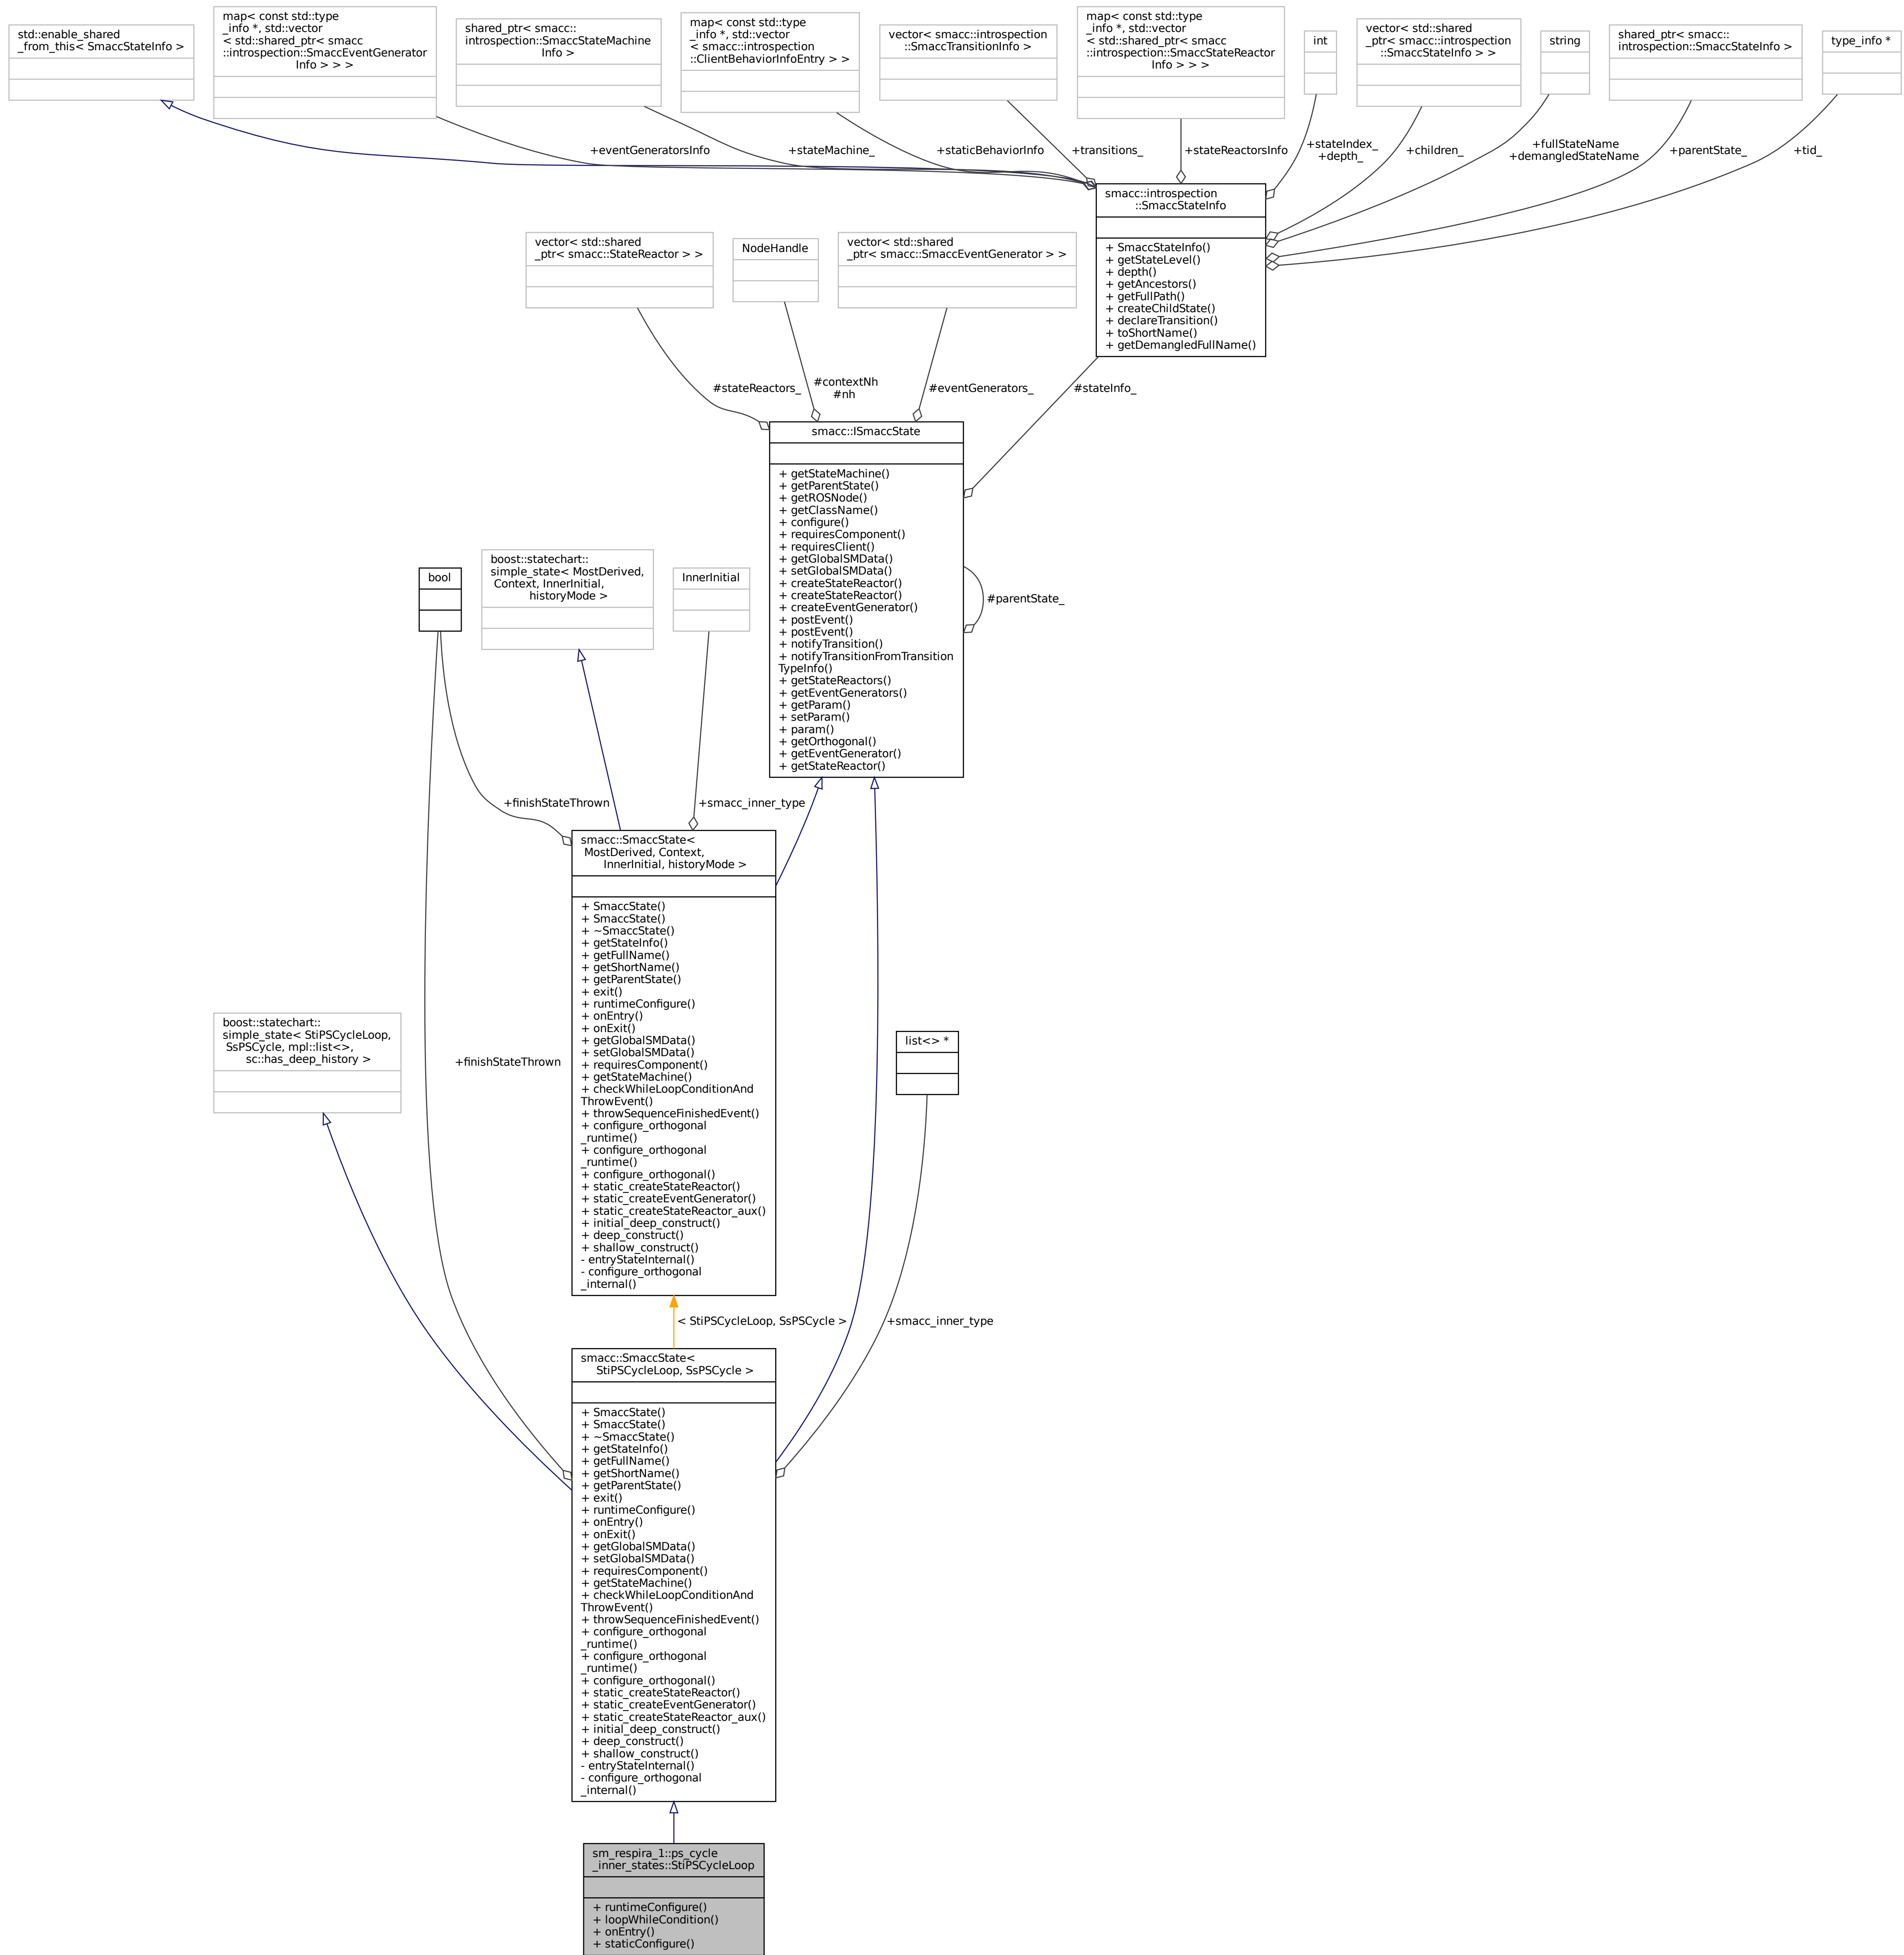 std::enable_shared
_from_this< SmaccStateInfo >
map< const std::type
_info *, std::vector
< std::shared_ptr< smacc
::introspection::SmaccEventGenerator
Info > > >
shared_ptr< smacc::
introspection::SmaccStateMachine
Info >
map< const std::type
_info *, std::vector
< smacc::introspection
::ClientBehaviorInfoEntry > >
vector< smacc::introspection
::SmaccTransitionInfo >
map< const std::type
_info *, std::vector
< std::shared_ptr< smacc
::introspection::SmaccStateReactor
Info > > >
int
vector< std::shared
_ptr< smacc::introspection
::SmaccStateInfo > >
string
shared_ptr< smacc::
introspection::SmaccStateInfo >
type_info *
+eventGeneratorsInfo
+stateMachine_
+staticBehaviorInfo
+transitions_
+stateReactorsInfo
+stateIndex_
+depth_
+children_
+fullStateName
+demangledStateName
+parentState_
+tid_
smacc::introspection
::SmaccStateInfo
+ SmaccStateInfo()
+ getStateLevel()
+ depth()
+ getAncestors()
+ getFullPath()
+ createChildState()
+ declareTransition()
+ toShortName()
+ getDemangledFullName()
vector< std::shared
_ptr< smacc::StateReactor > >
NodeHandle
vector< std::shared
_ptr< smacc::SmaccEventGenerator > >
#stateReactors_
#contextNh
#nh
#eventGenerators_
#stateInfo_
smacc::ISmaccState
+ getStateMachine()
+ getParentState()
+ getROSNode()
+ getClassName()
+ configure()
+ requiresComponent()
+ requiresClient()
+ getGlobalSMData()
+ setGlobalSMData()
+ createStateReactor()
+ createStateReactor()
+ createEventGenerator()
+ postEvent()
+ postEvent()
+ notifyTransition()
+ notifyTransitionFromTransition
TypeInfo()
+ getStateReactors()
+ getEventGenerators()
+ getParam()
+ setParam()
+ param()
+ getOrthogonal()
+ getEventGenerator()
+ getStateReactor()
#parentState_
bool
boost::statechart::
simple_state< MostDerived,
Context, InnerInitial,
historyMode >
InnerInitial
+finishStateThrown
+smacc_inner_type
smacc::SmaccState<
MostDerived, Context,
InnerInitial, historyMode >
+ SmaccState()
+ SmaccState()
+ ~SmaccState()
+ getStateInfo()
+ getFullName()
+ getShortName()
+ getParentState()
+ exit()
+ runtimeConfigure()
+ onEntry()
+ onExit()
+ getGlobalSMData()
+ setGlobalSMData()
+ requiresComponent()
+ getStateMachine()
+ checkWhileLoopConditionAnd
ThrowEvent()
+ throwSequenceFinishedEvent()
+ configure_orthogonal
_runtime()
+ configure_orthogonal
_runtime()
+ configure_orthogonal()
+ static_createStateReactor()
+ static_createEventGenerator()
+ static_createStateReactor_aux()
+ initial_deep_construct()
+ deep_construct()
+ shallow_construct()
- entryStateInternal()
- configure_orthogonal
_internal()
boost::statechart::
simple_state< StiPSCycleLoop,
SsPSCycle, mpl::list<>,
sc::has_deep_history >
+finishStateThrown
list<> *
< StiPSCycleLoop, SsPSCycle >
+smacc_inner_type
smacc::SmaccState<
StiPSCycleLoop, SsPSCycle >
+ SmaccState()
+ SmaccState()
+ ~SmaccState()
+ getStateInfo()
+ getFullName()
+ getShortName()
+ getParentState()
+ exit()
+ runtimeConfigure()
+ onEntry()
+ onExit()
+ getGlobalSMData()
+ setGlobalSMData()
+ requiresComponent()
+ getStateMachine()
+ checkWhileLoopConditionAnd
ThrowEvent()
+ throwSequenceFinishedEvent()
+ configure_orthogonal
_runtime()
+ configure_orthogonal
_runtime()
+ configure_orthogonal()
+ static_createStateReactor()
+ static_createEventGenerator()
+ static_createStateReactor_aux()
+ initial_deep_construct()
+ deep_construct()
+ shallow_construct()
- entryStateInternal()
- configure_orthogonal
_internal()
sm_respira_1::ps_cycle
_inner_states::StiPSCycleLoop
+ runtimeConfigure()
+ loopWhileCondition()
+ onEntry()
+ staticConfigure()